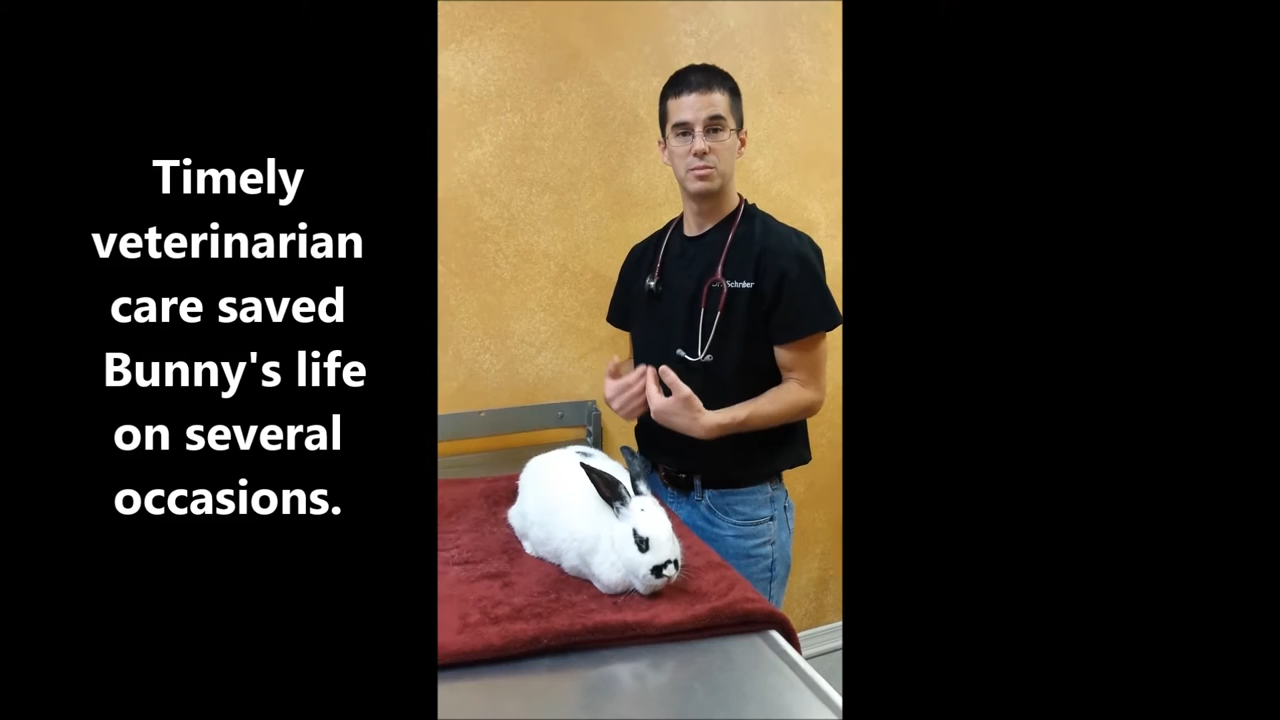 Timely
veterinarian
care saved
Bunny's life
on several
occasions.